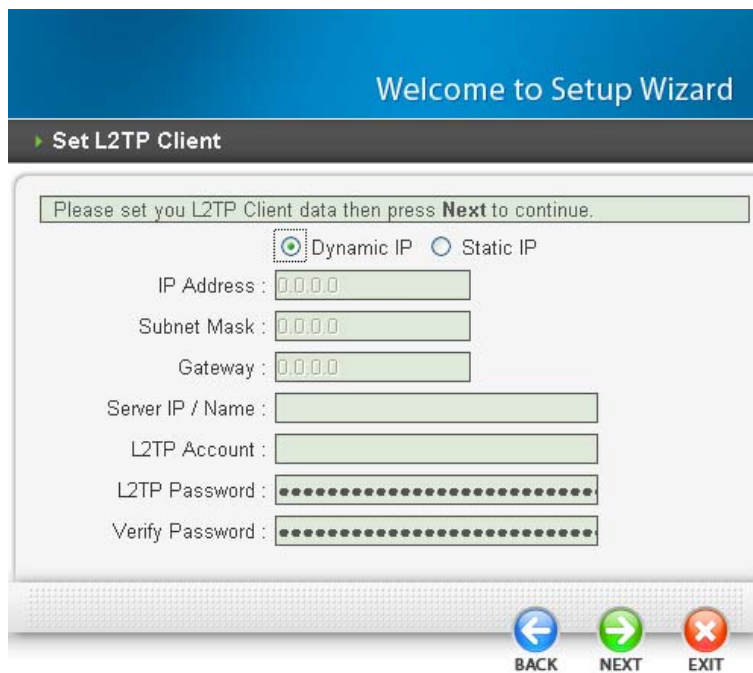 Welcome to Setup Wizard
Set L2TP Client
Please set you L2TP Client data then press Next to continue.
Dynamic IP Static IP
IP Address : 0.0.0.0
Subnet Mask : 0.0.0.0
Gateway : 0.0.0.0
Server IP / Name :
L2TP Account :
L2TP Password : ●●●●●●●●●●●●●●●●●●●●●●●●●●●
Verify Password : ●●●●●●●●●●●●●●●●●●●●●●●●●●●
BACK NEXT EXIT